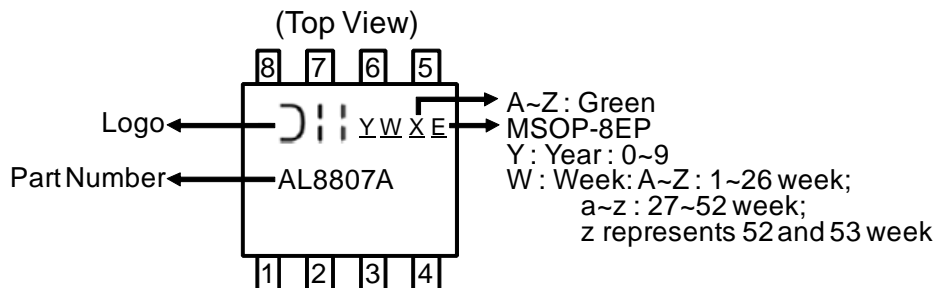 (Top View)
8 7 6 5
Logo
Y W X E
A~Z : Green
MSOP-8EP
Y : Year : 0~9
Part Number
AL8807A
W : Week: A~Z : 1~26 week;
a~z : 27~52 week;
z represents 52 and 53 week
1 2 3 4